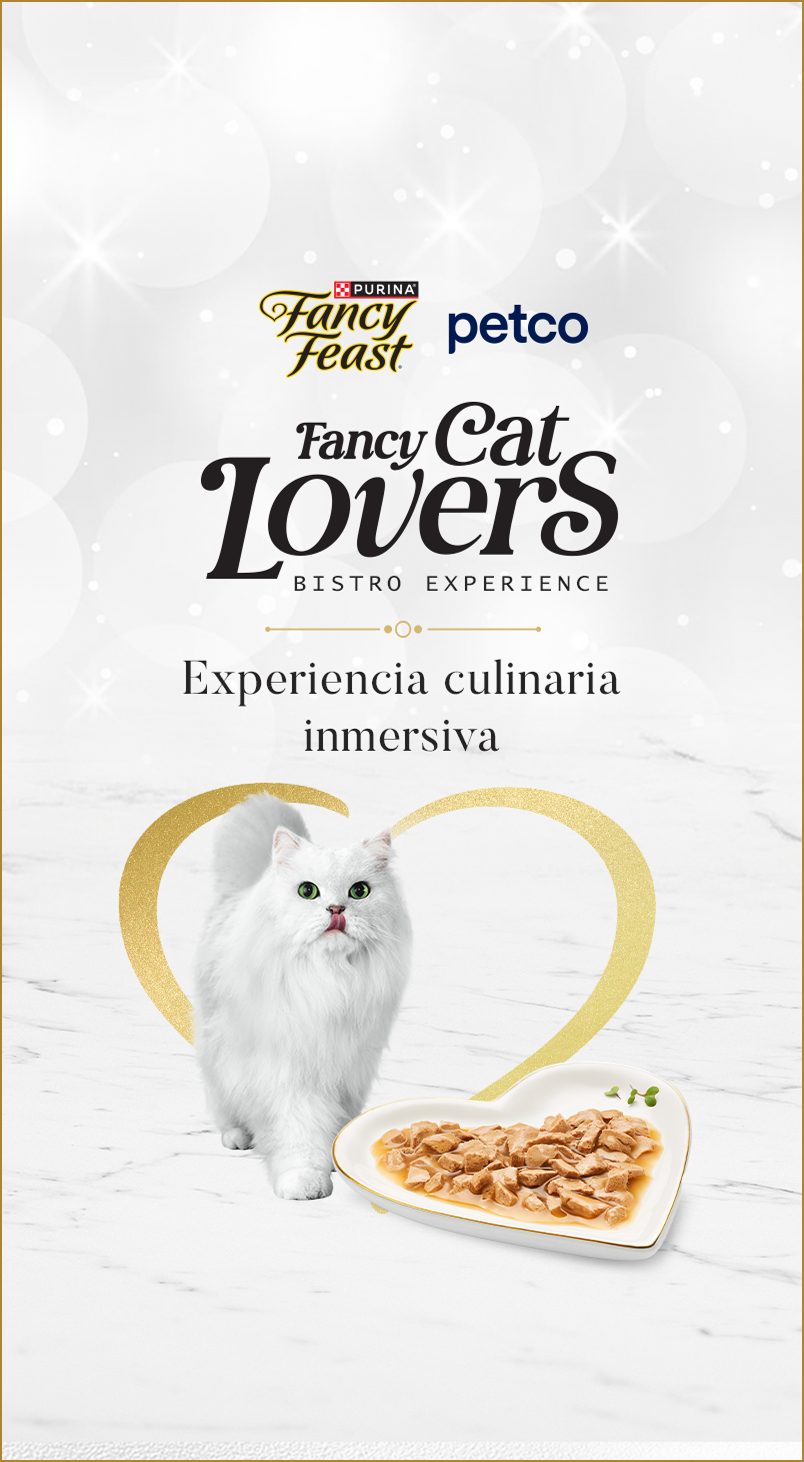 PURINA
Fancy Feast
petco
Fancy Cat
Lovers
BISTRO EXPERIENCE
Experiencia culinaria
inmersiva